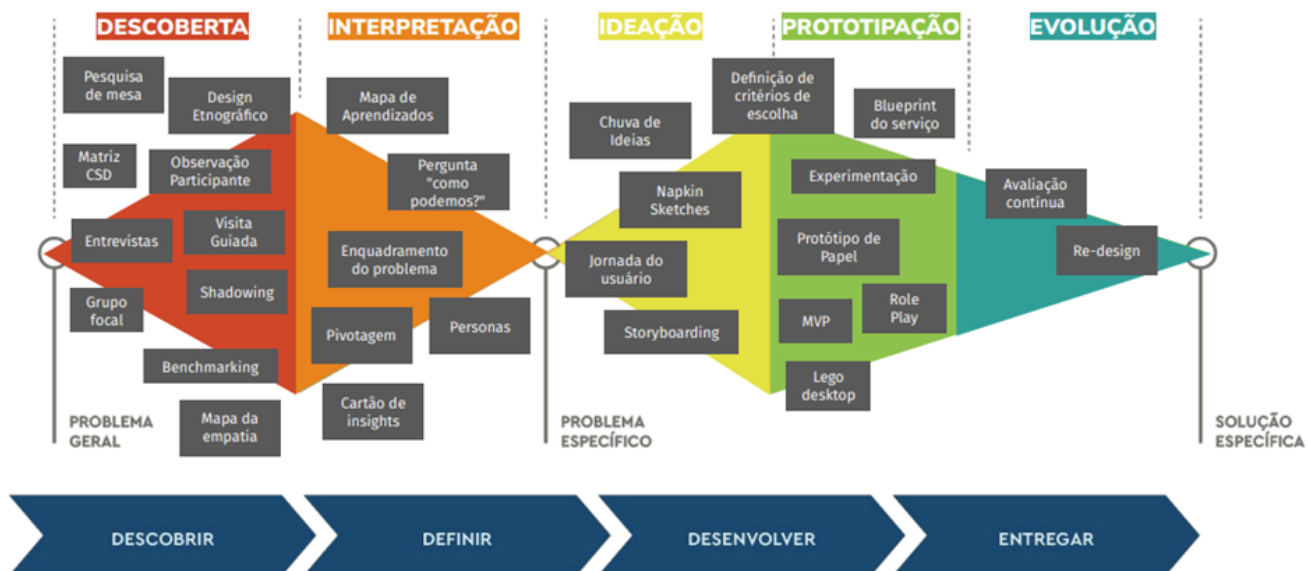 DESCOBERTA
INTERPRETAÇÃO
IDEAÇÃO
PROTOTIPAÇÃO
EVOLUÇÃO
Pesquisa
de mesa
Design
Etnográfico
Matriz
CSD
Observação
Participante
Entrevistas
Visita
Guiada
Shadowing
Grupo
focal
Benchmarking
Mapa da
empatia
Mapa de
Aprendizados
Pergunta
"como
podemos?"
Enquadramento
do problema
Pivotagem
Personas
Cartão de
insights
Chuva de
Ideias
Napkin
Sketches
Jornada do
usuário
Storyboarding
Definição de
critérios de
escolha
Blueprint
do serviço
Experimentação
Protótipo de
Papel
MVP
Role
Play
Lego
desktop
Avaliação
contínua
Re-design
PROBLEMA
GERAL
PROBLEMA
ESPECÍFICO
SOLUÇÃO
ESPECÍFICA
DESCOBRIR
DEFINIR
DESENVOLVER
ENTREGAR